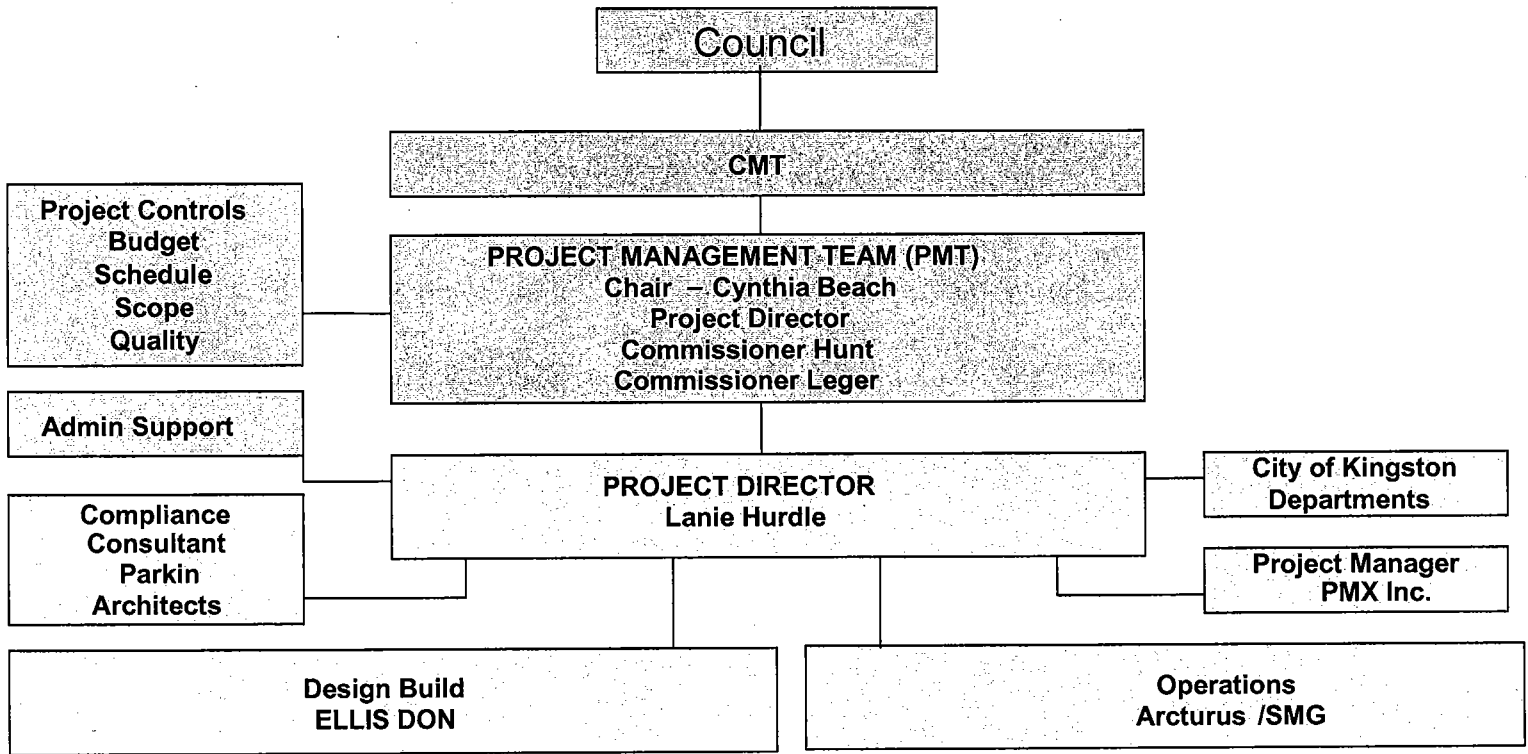 Council
CMT
Project Controls
Budget
Schedule
Scope
Quality
PROJECT MANAGEMENT TEAM (PMT)
Chair – Cynthia Beach
Project Director
Commissioner Hunt
Commissioner Leger
Admin Support
PROJECT DIRECTOR
Lanie Hurdle
City of Kingston
Departments
Compliance
Consultant
Parkin
Architects
Project Manager
PMX Inc.
Design Build
ELLIS DON
Operations
Arcturus /SMG